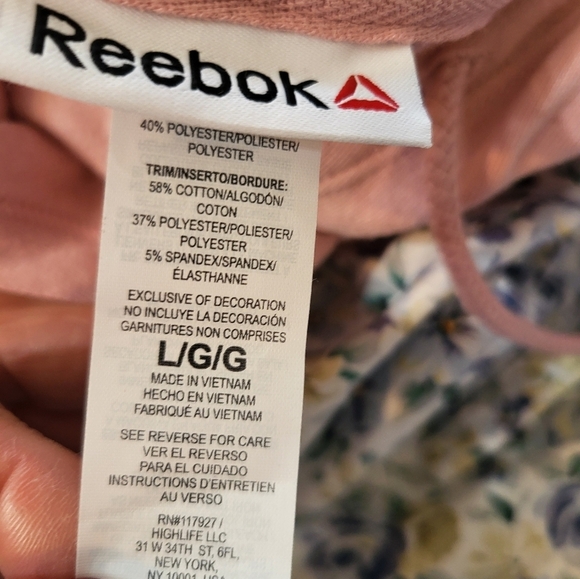 Reebok
40% POLYESTER/POLIESTER/
POLYESTER
TRIM/INSERTO/BORDURE:
58% COTTON/ALGODÓN/
COTON
37% POLYESTER/POLIESTER/
POLYESTER
5% SPANDEX/SPANDEX/
ÉLASTHANNE
EXCLUSIVE OF DECORATION
NO INCLUYE LA DECORACIÓN
GARNITURES NON COMPRISES
L/G/G
MADE IN VIETNAM
HECHO EN VIETNAM
FABRIQUÉ AU VIETNAM
SEE REVERSE FOR CARE
VER EL REVERSO
PARA EL CUIDADO
INSTRUCTIONS D'ENTRETIEN
AU VERSO
RN#117927 /
HIGHLIFE LLC
31 W 34TH ST, 6FL,
NEW YORK,
NY 10001, USA